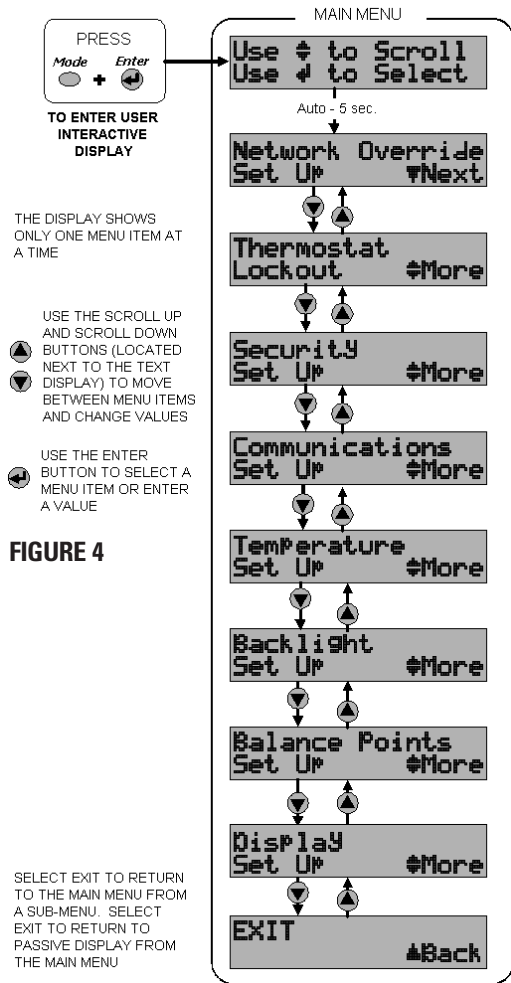 MAIN MENU
PRESS
Mode + Enter
TO ENTER USER
INTERACTIVE
DISPLAY
Use ♦ to Scroll
Use ↲ to Select
Auto - 5 sec.
Network Override
Set Up ▼Next
THE DISPLAY SHOWS
ONLY ONE MENU ITEM AT
A TIME
Thermostat
Lockout ♦More
USE THE SCROLL UP
AND SCROLL DOWN
BUTTONS (LOCATED
NEXT TO THE TEXT
DISPLAY) TO MOVE
BETWEEN MENU ITEMS
AND CHANGE VALUES
Security
Set Up ♦More
USE THE ENTER
BUTTON TO SELECT A
MENU ITEM OR ENTER
A VALUE
Communications
Set Up ♦More
FIGURE 4
Temperature
Set Up ♦More
Backlight
Set Up ♦More
Balance Points
Set Up ♦More
Display
Set Up ♦More
SELECT EXIT TO RETURN
TO THE MAIN MENU FROM
A SUB-MENU. SELECT
EXIT TO RETURN TO
PASSIVE DISPLAY FROM
THE MAIN MENU
EXIT
▲Back